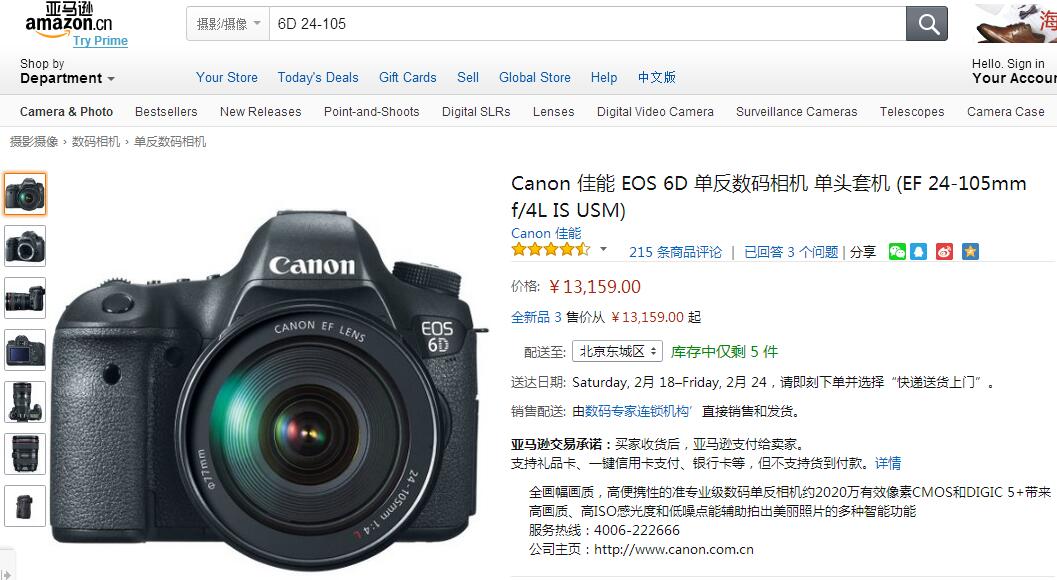 亚马逊
amazon.cn
Try Prime
摄影/摄像
6D 24-105
海
Shop by
Department
Your Store
Today's Deals
Gift Cards
Sell
Global Store
Help
中文版
Hello. Sign in
Your Accoun
Camera & Photo
Bestsellers
New Releases
Point-and-Shoots
Digital SLRs
Lenses
Digital Video Camera
Surveillance Cameras
Telescopes
Camera Case
摄影摄像 › 数码相机 › 单反数码相机
Canon
EOS
6D
CANON EF LENS
Φ77mm
24-105mm 1:4 L
Canon 佳能 EOS 6D 单反数码相机 单头套机 (EF 24-105mm
f/4L IS USM)
Canon 佳能
215 条商品评论 | 已回答 3 个问题 | 分享
价格: ￥13,159.00
全新品 3 售价从 ￥13,159.00 起
配送至: 北京东城区 库存中仅剩 5 件
送达日期: Saturday, 2月 18–Friday, 2月 24，请即刻下单并选择“快递送货上门”。
销售配送: 由数码专家连锁机构’ 直接销售和发货。
亚马逊交易承诺：买家收货后，亚马逊支付给卖家。
支持礼品卡、一键信用卡支付、银行卡等，但不支持货到付款。详情
全画幅画质，高便携性的准专业级数码单反相机约2020万有效像素CMOS和DIGIC 5+带来
高画质、高ISO感光度和低噪点能辅助拍出美丽照片的多种智能功能
服务热线：4006-222666
公司主页：http://www.canon.com.cn